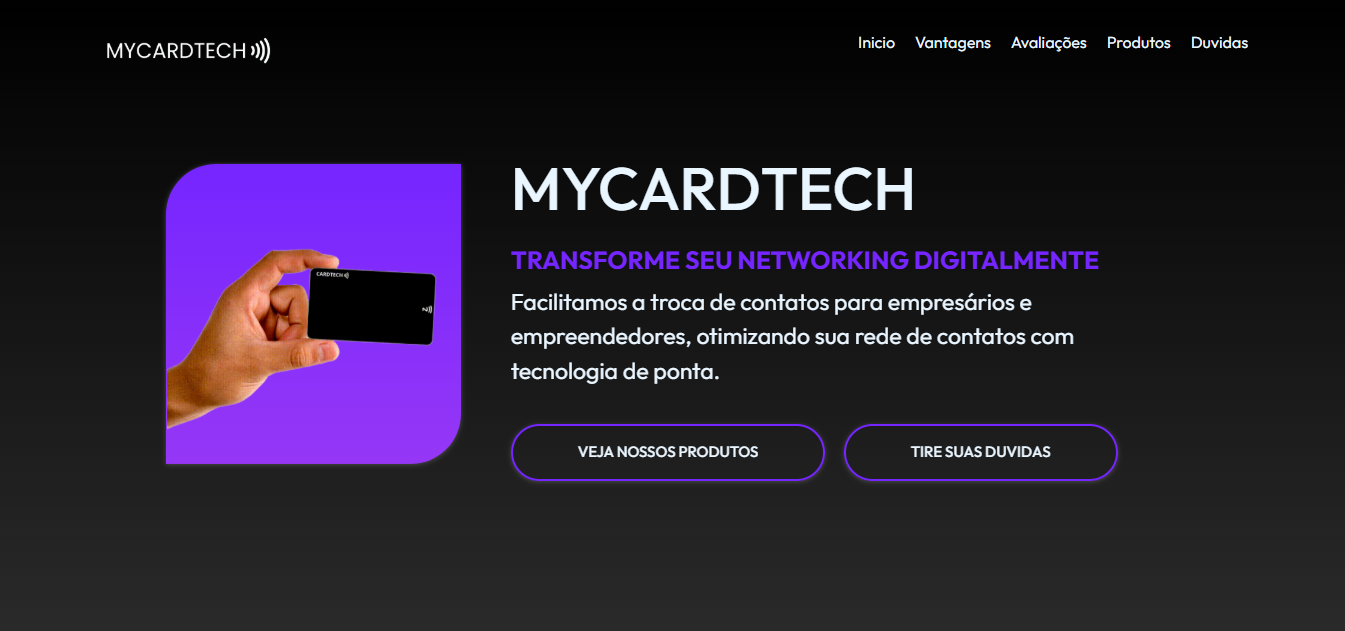 MYCARDTECH
Inicio Vantagens Avaliações Produtos Duvidas
MYCARDTECH
TRANSFORME SEU NETWORKING DIGITALMENTE
CARDTECH
Facilitamos a troca de contatos para empresários e
empreendedores, otimizando sua rede de contatos com
tecnologia de ponta.
VEJA NOSSOS PRODUTOS
TIRE SUAS DUVIDAS